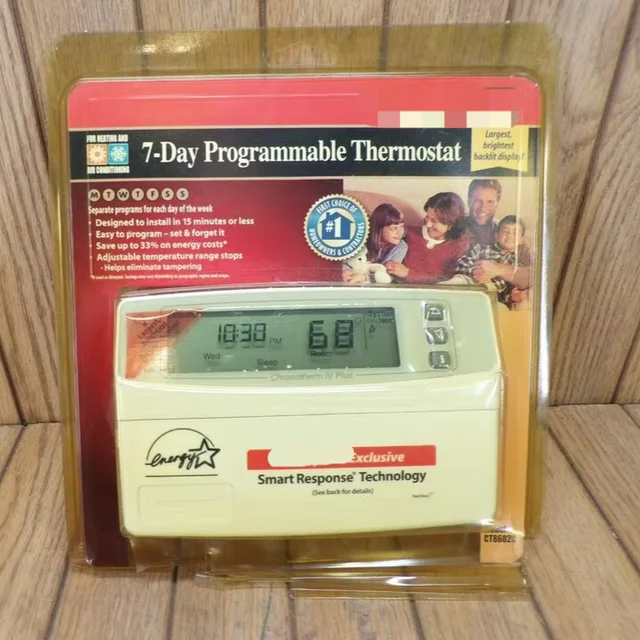 FOR HEATING AND
AIR CONDITIONING
7-Day Programmable Thermostat
Largest,
brightest
backlit display!
M T W T F S S
Separate programs for each day of the week
Designed to install in 15 minutes or less
Easy to program – set & forget it
Save up to 33% on energy costs*
Adjustable temperature range stops
- Helps eliminate tampering
FIRST CHOICE OF
#1
HOMEOWNERS & CONTRACTORS
10:30 PM
68
Wed
Sleep
Room
Chronotherm IV Plus
energy
Exclusive
Smart Response® Technology
(See back for details)
CT8602C